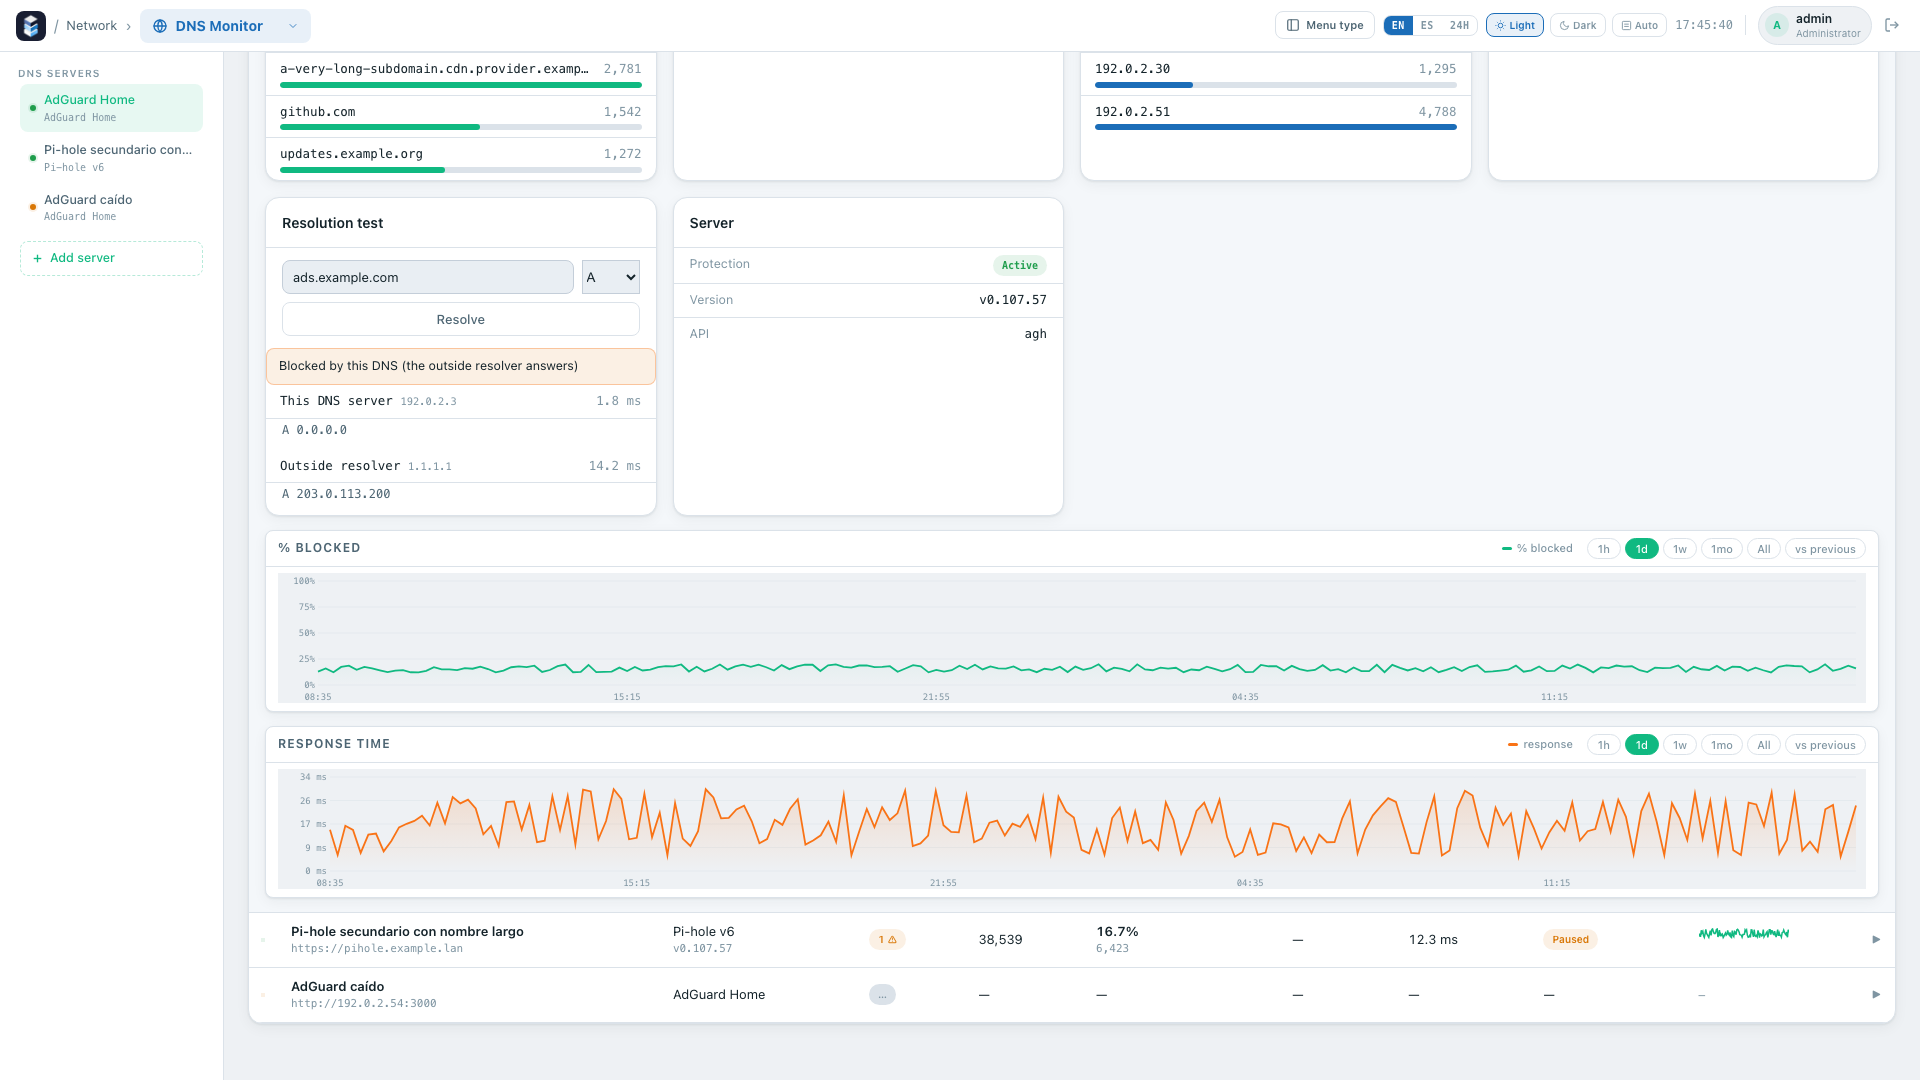 / Network › DNS Monitor
Menu type
EN ES 24H
Light
Dark
Auto
17:45:40
A
admin
Administrator
DNS SERVERS
AdGuard Home
AdGuard Home
Pi-hole secundario con...
Pi-hole v6
AdGuard caído
AdGuard Home
+ Add server
a-very-long-subdomain.cdn.provider.examp… 2,781
github.com 1,542
updates.example.org 1,272
192.0.2.30 1,295
192.0.2.51 4,788
Resolution test
ads.example.com A
Resolve
Blocked by this DNS (the outside resolver answers)
This DNS server 192.0.2.3 1.8 ms
A 0.0.0.0
Outside resolver 1.1.1.1 14.2 ms
A 203.0.113.200
Server
Protection Active
Version v0.107.57
API agh
% BLOCKED
% blocked 1h 1d 1w 1mo All vs previous
100%
75%
50%
25%
0%
08:35 15:15 21:55 04:35 11:15
RESPONSE TIME
response 1h 1d 1w 1mo All vs previous
34 ms
26 ms
17 ms
9 ms
0 ms
08:35 15:15 21:55 04:35 11:15
Pi-hole secundario con nombre largo
https://pihole.example.lan
Pi-hole v6
v0.107.57
1 ⚠
38,539
16.7%
6,423
—
12.3 ms
Paused
AdGuard caído
http://192.0.2.54:3000
AdGuard Home
…
— — — — — –